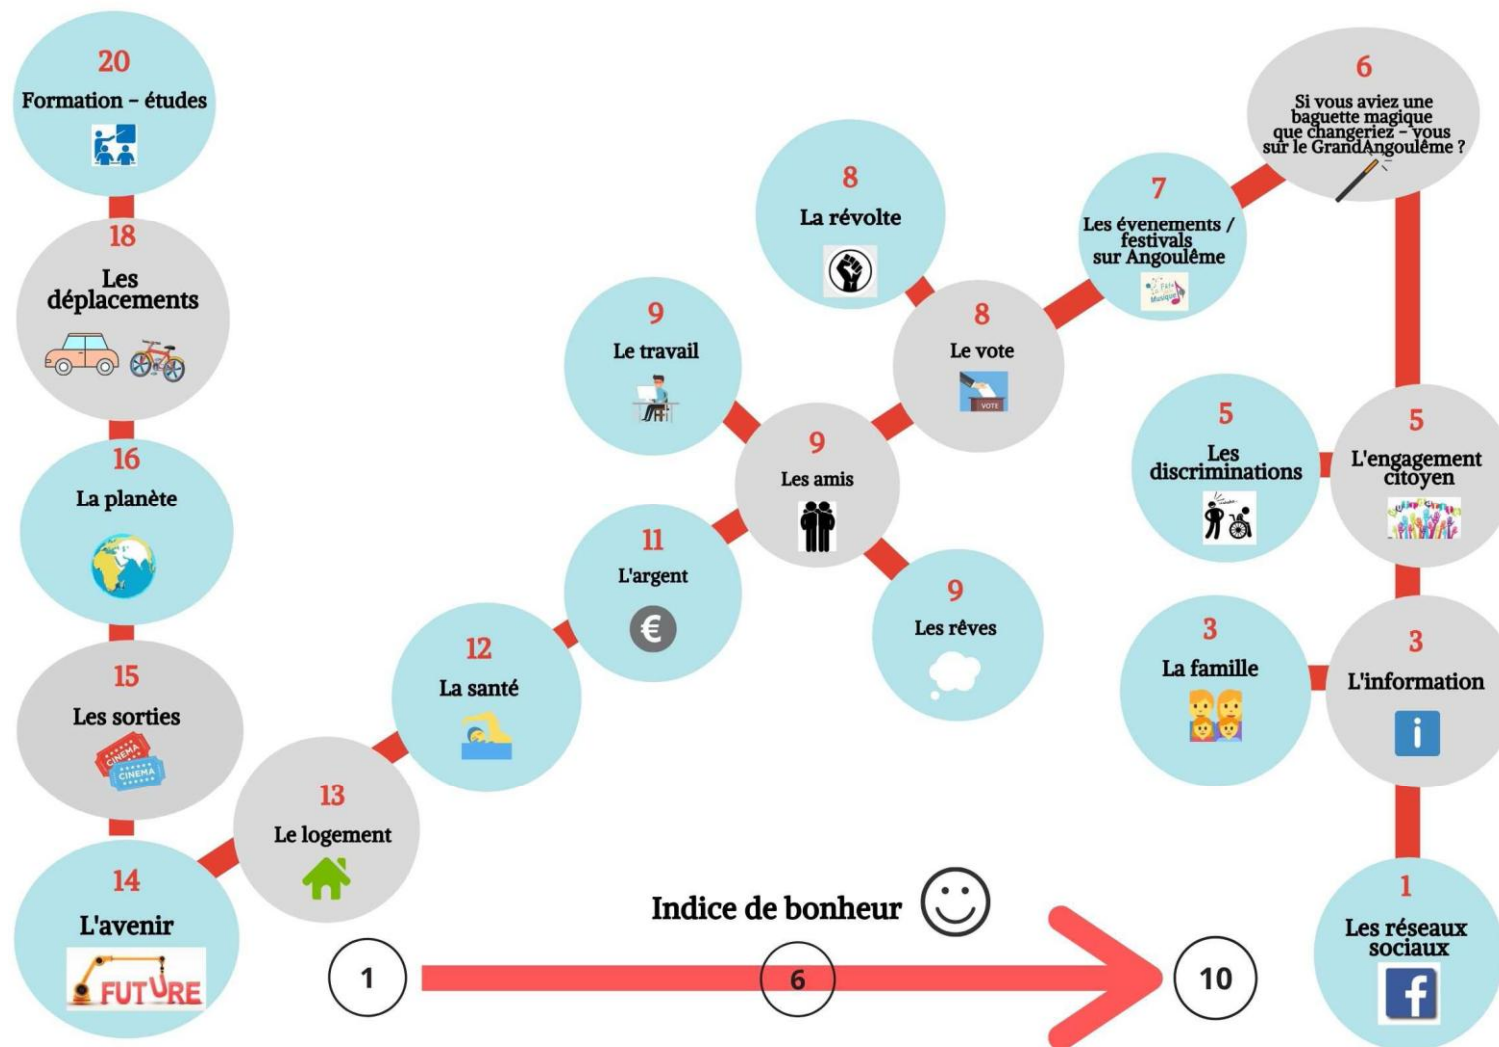 20
Formation – études
18
Les
déplacements
16
La planète
15
Les sorties
CINEMA
CINEMA
14
L'avenir
FUTURE
13
Le logement
12
La santé
11
L'argent
€
9
Le travail
9
Les amis
9
Les rêves
8
La révolte
8
Le vote
VOTE
7
Les évenements /
festivals
sur Angoulême
Musique
6
Si vous aviez une
baguette magique
que changeriez – vous
sur le GrandAngoulême ?
5
Les
discriminations
5
L'engagement
citoyen
3
La famille
3
L'information
i
1
Les réseaux
sociaux
f
Indice de bonheur
1
6
10